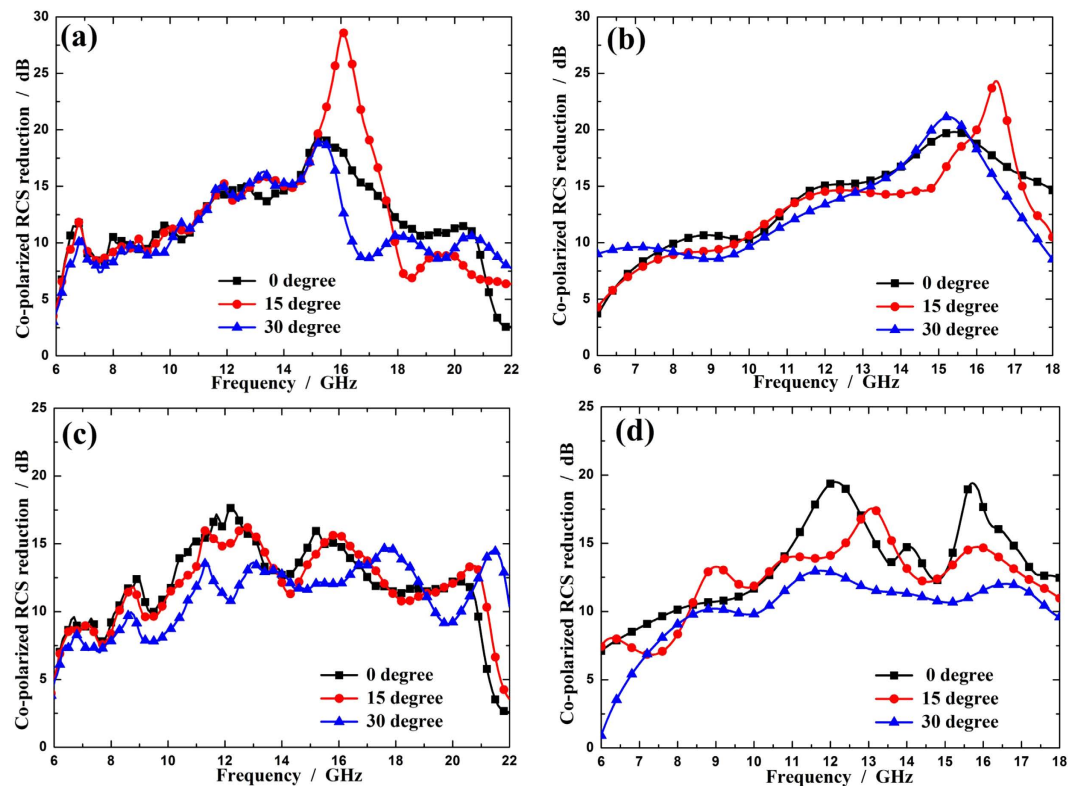 (a)
Co-polarized RCS reduction / dB
30
25
20
15
10
5
0
0 degree
15 degree
30 degree
6 8 10 12 14 16 18 20 22
Frequency / GHz
(b)
Co-polarized RCS reduction / dB
30
25
20
15
10
5
0
0 degree
15 degree
30 degree
6 7 8 9 10 11 12 13 14 15 16 17 18
Frequency / GHz
(c)
Co-polarized RCS reduction / dB
25
20
15
10
5
0
0 degree
15 degree
30 degree
6 8 10 12 14 16 18 20 22
Frequency / GHz
(d)
Co-polarized RCS reduction / dB
25
20
15
10
5
0
0 degree
15 degree
30 degree
6 7 8 9 10 11 12 13 14 15 16 17 18
Frequency / GHz